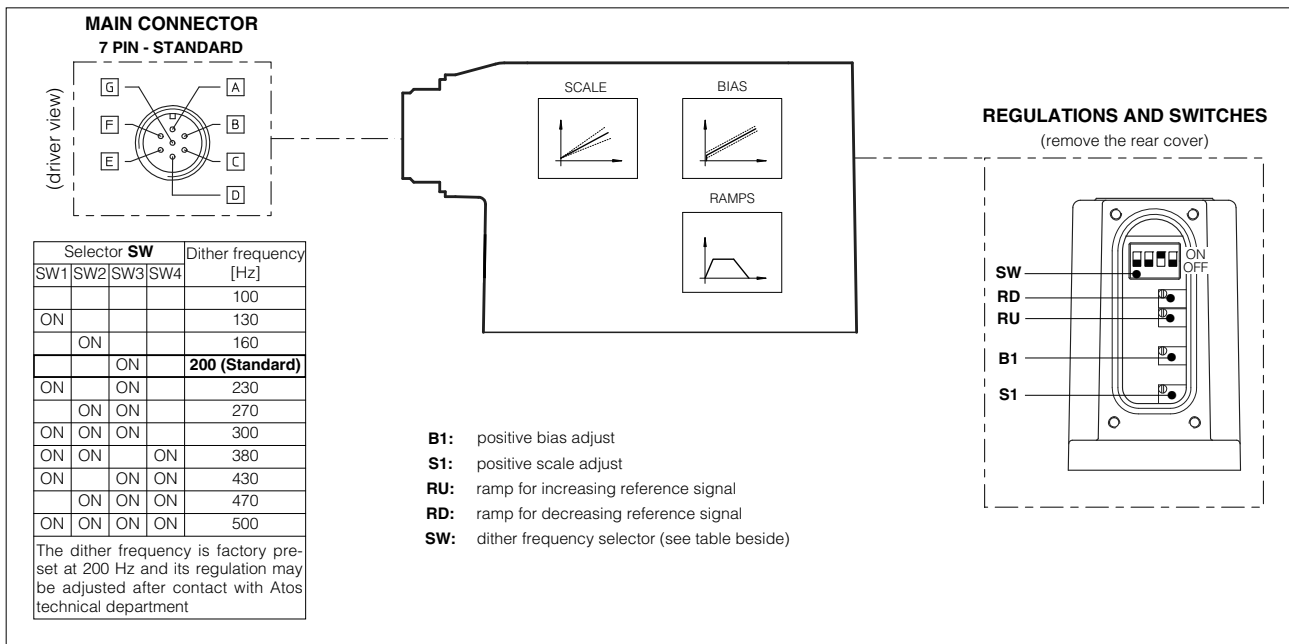 MAIN CONNECTOR
7 PIN - STANDARD
(driver view)
G
A
F
B
E
C
D
SCALE
BIAS
RAMPS
REGULATIONS AND SWITCHES
(remove the rear cover)
ON
OFF
SW
RD
RU
B1
S1
Selector SW Dither frequency
SW1 SW2 SW3 SW4 [Hz]
100
ON 130
ON 160
ON 200 (Standard)
ON ON 230
ON ON 270
ON ON ON 300
ON ON ON 380
ON ON ON 430
ON ON ON 470
ON ON ON ON 500
The dither frequency is factory pre-
set at 200 Hz and its regulation may
be adjusted after contact with Atos
technical department
B1: positive bias adjust
S1: positive scale adjust
RU: ramp for increasing reference signal
RD: ramp for decreasing reference signal
SW: dither frequency selector (see table beside)